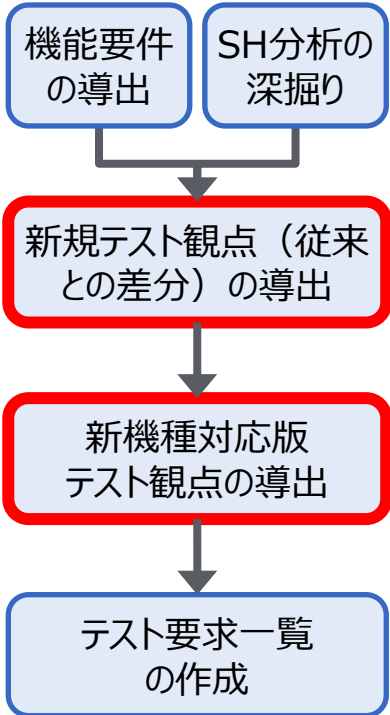 機能要件
の導出
SH分析の
深掘り
新規テスト観点（従来
との差分）の導出
新機種対応版
テスト観点の導出
テスト要求一覧
の作成